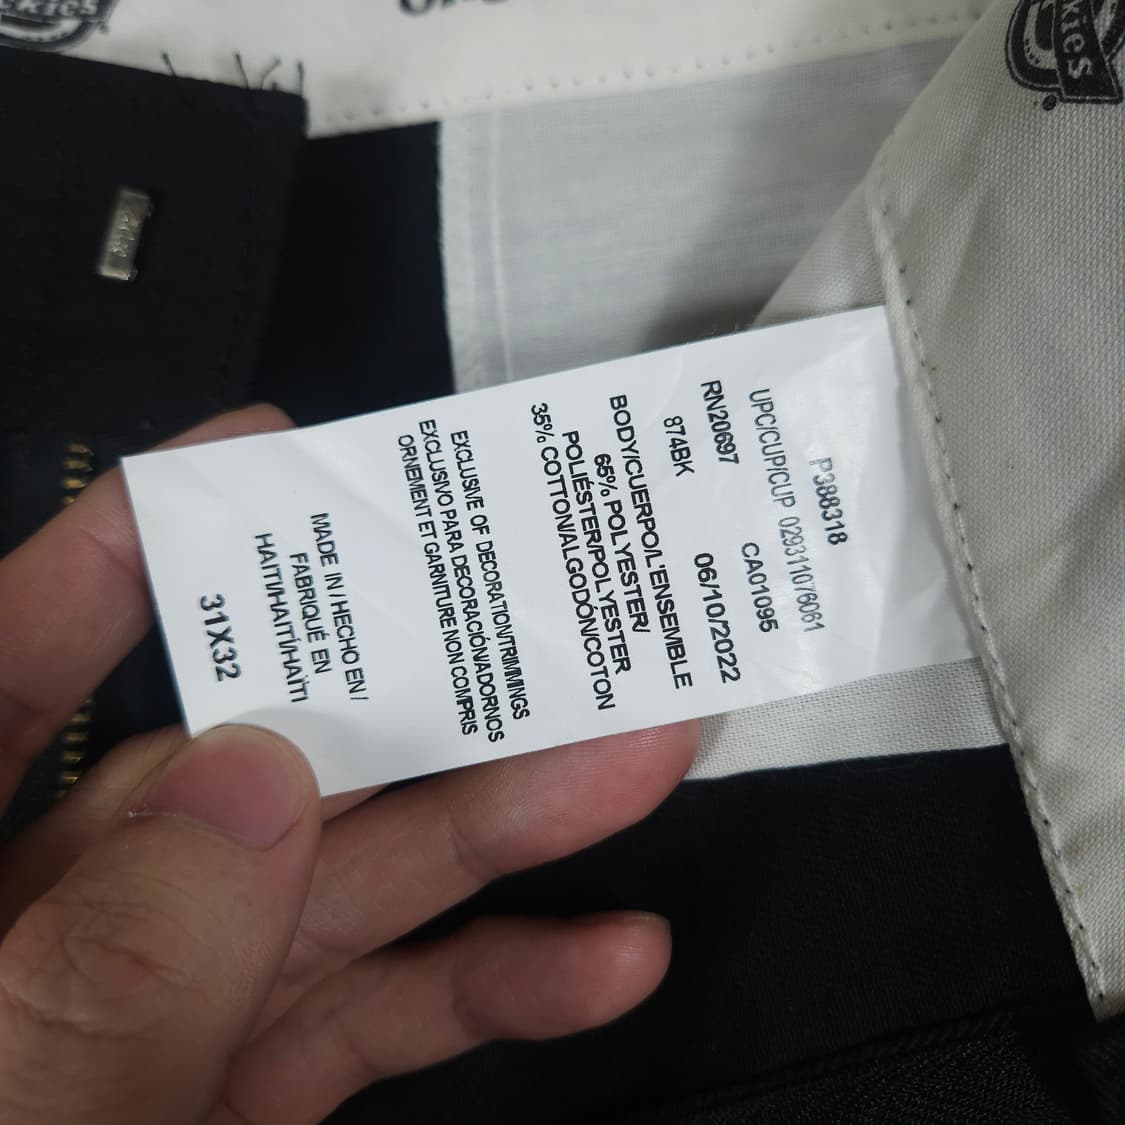 P388318
UPC/CUP/CUP 029311076061
RN20697 CA01095
874BK 06/10/2022
BODY/CUERPO/L'ENSEMBLE
65% POLYESTER/
POLIÉSTER/POLYESTER
35% COTTON/ALGODÓN/COTON
EXCLUSIVE OF DECORATION/TRIMMINGS
EXCLUSIVO PARA DECORACIÓN/ADORNOS
ORNEMENT ET GARNITURE NON COMPRIS
MADE IN / HECHO EN /
FABRIQUÉ EN
HAITI/HAITÍ/HAÏTI
31X32